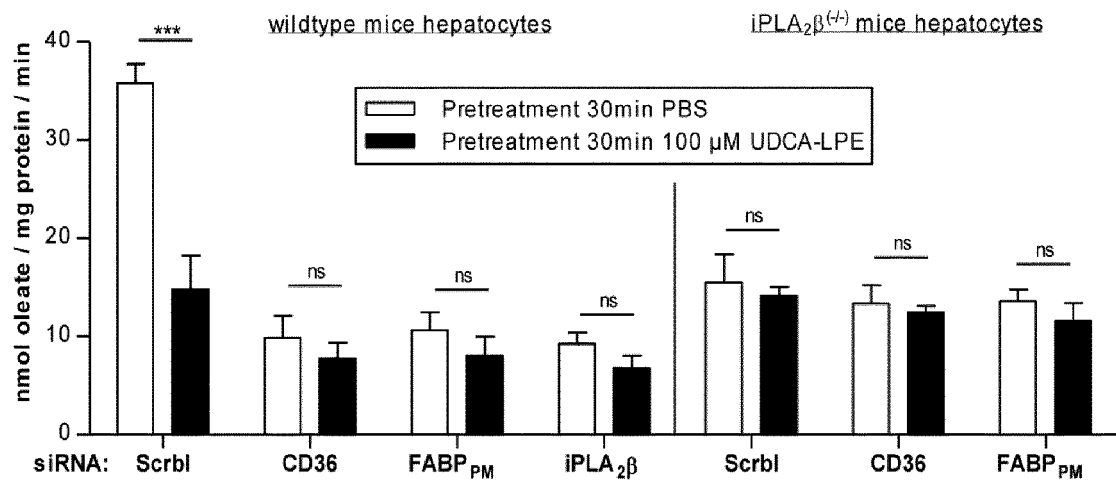 wildtype mice hepatocytes
iPLA₂β⁽⁻/⁻⁾ mice hepatocytes
nmol oleate / mg protein / min
40
30
20
10
0
Pretreatment 30min PBS
Pretreatment 30min 100 µM UDCA-LPE
***
ns
ns
ns
ns
ns
ns
siRNA: Scrbl CD36 FABPPM iPLA₂β Scrbl CD36 FABPPM